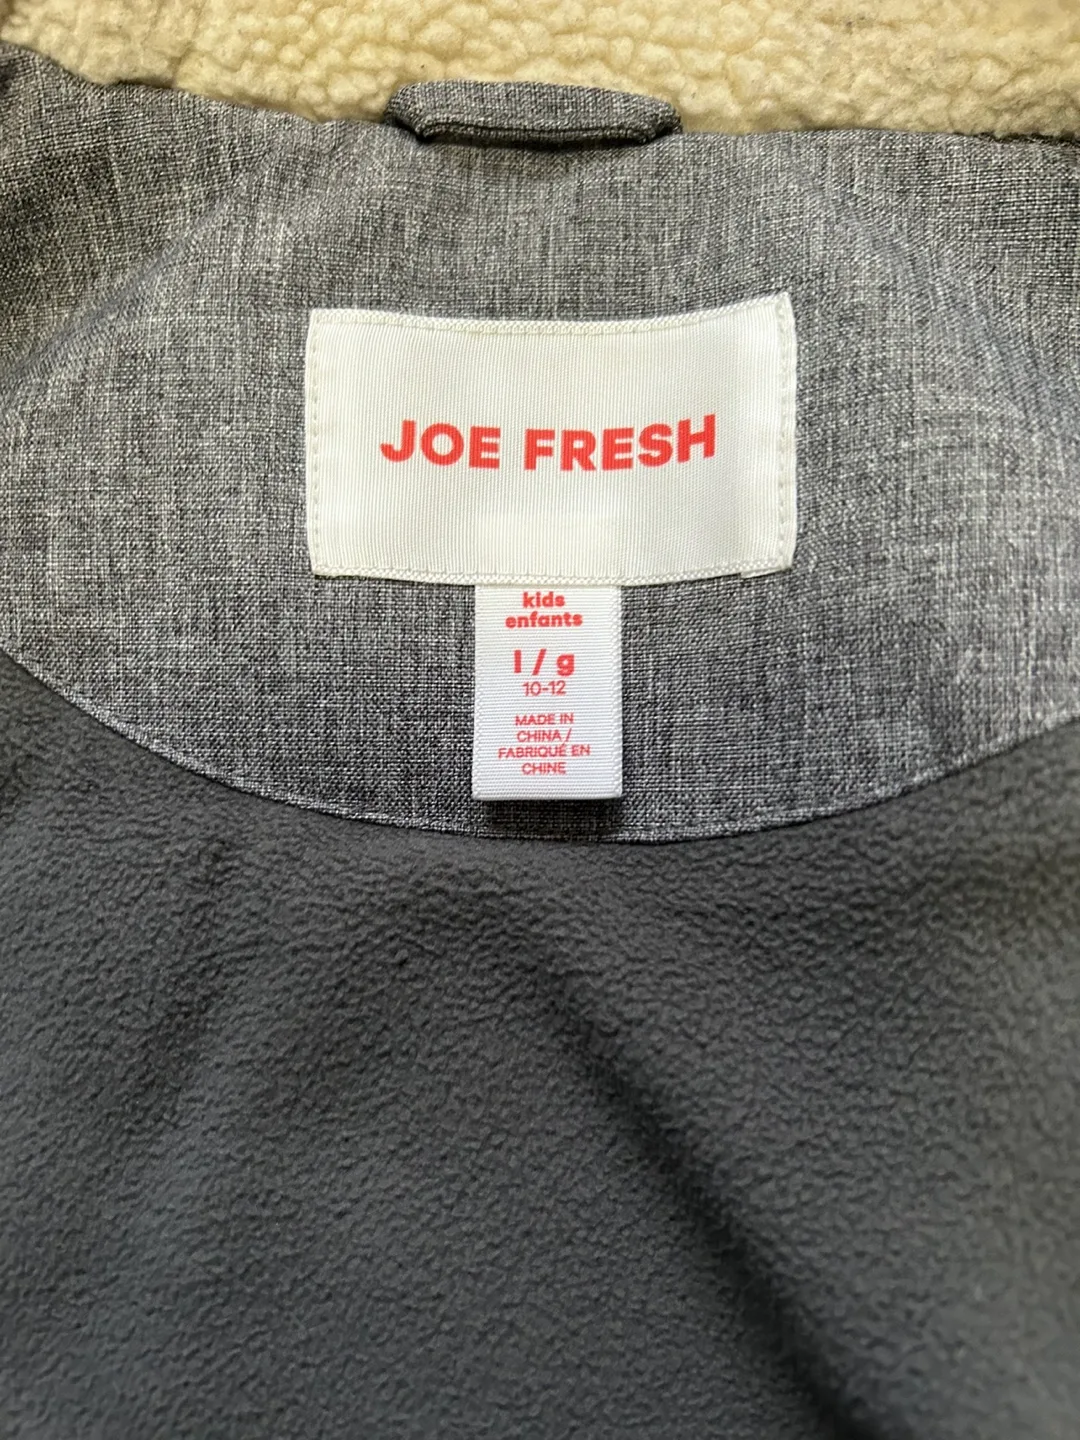 JOE FRESH
kids
enfants
l / g
10-12
MADE IN
CHINA /
FABRIQUÉ EN
CHINE